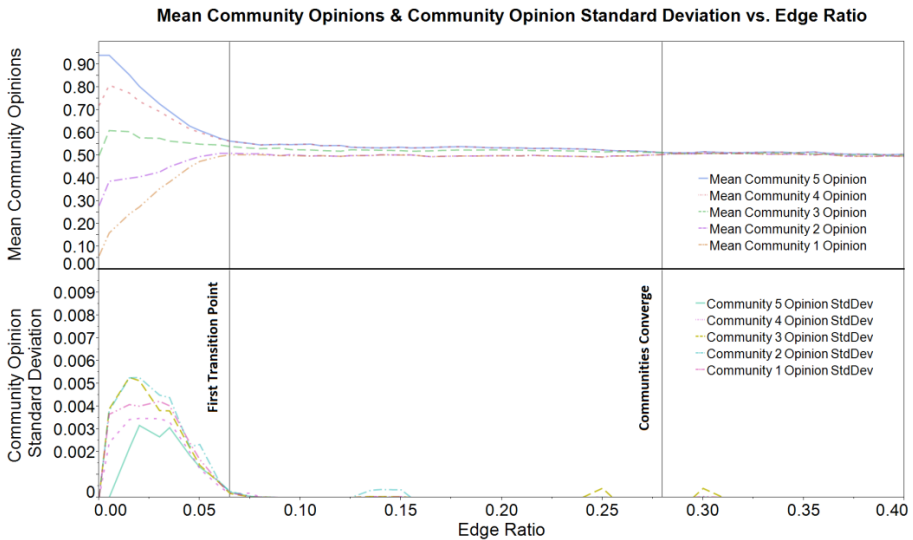 Mean Community Opinions & Community Opinion Standard Deviation vs. Edge Ratio
Mean Community Opinions
0.90
0.80
0.70
0.60
0.50
0.40
0.30
0.20
0.10
0.00
Mean Community 5 Opinion
Mean Community 4 Opinion
Mean Community 3 Opinion
Mean Community 2 Opinion
Mean Community 1 Opinion
Community Opinion
Standard Deviation
0.009
0.008
0.007
0.006
0.005
0.004
0.003
0.002
0
First Transition Point
Communities Converge
Community 5 Opinion StdDev
Community 4 Opinion StdDev
Community 3 Opinion StdDev
Community 2 Opinion StdDev
Community 1 Opinion StdDev
0.00 0.05 0.10 0.15 0.20 0.25 0.30 0.35 0.40
Edge Ratio